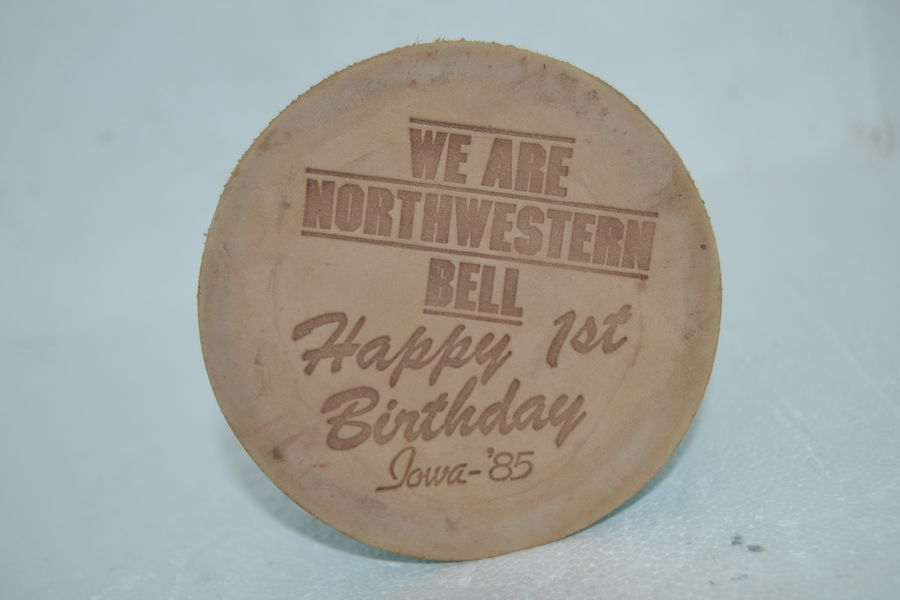 WE ARE
NORTHWESTERN
BELL
Happy 1st
Birthday
Iowa-'85